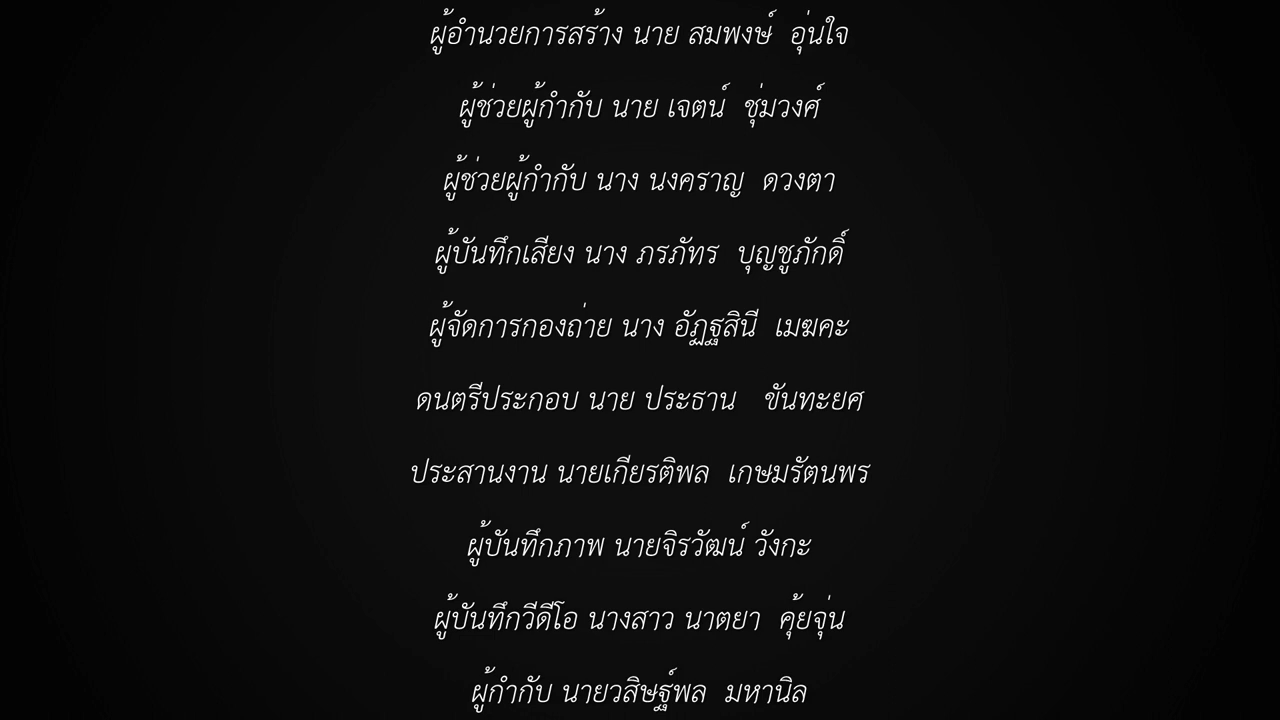 ผู้อำนวยการสร้าง นาย สมพงษ์  อุ่นใจ
ผู้ช่วยผู้กำกับ นาย เจตน์  ชุ่มวงศ์
ผู้ช่วยผู้กำกับ นาง นงคราญ  ดวงตา
ผู้บันทึกเสียง นาง ภรภัทร  บุญชูภักดิ์
ผู้จัดการกองถ่าย นาง อัฏฐสินี  เมฆคะ
ดนตรีประกอบ นาย ประธาน   ขันทะยศ
ประสานงาน นายเกียรติพล  เกษมรัตนพร
ผู้บันทึกภาพ นายจิรวัฒน์ วังกะ
ผู้บันทึกวีดีโอ นางสาว นาตยา  คุ้ยจุ่น
ผู้กำกับ นายวสิษฐ์พล  มหานิล